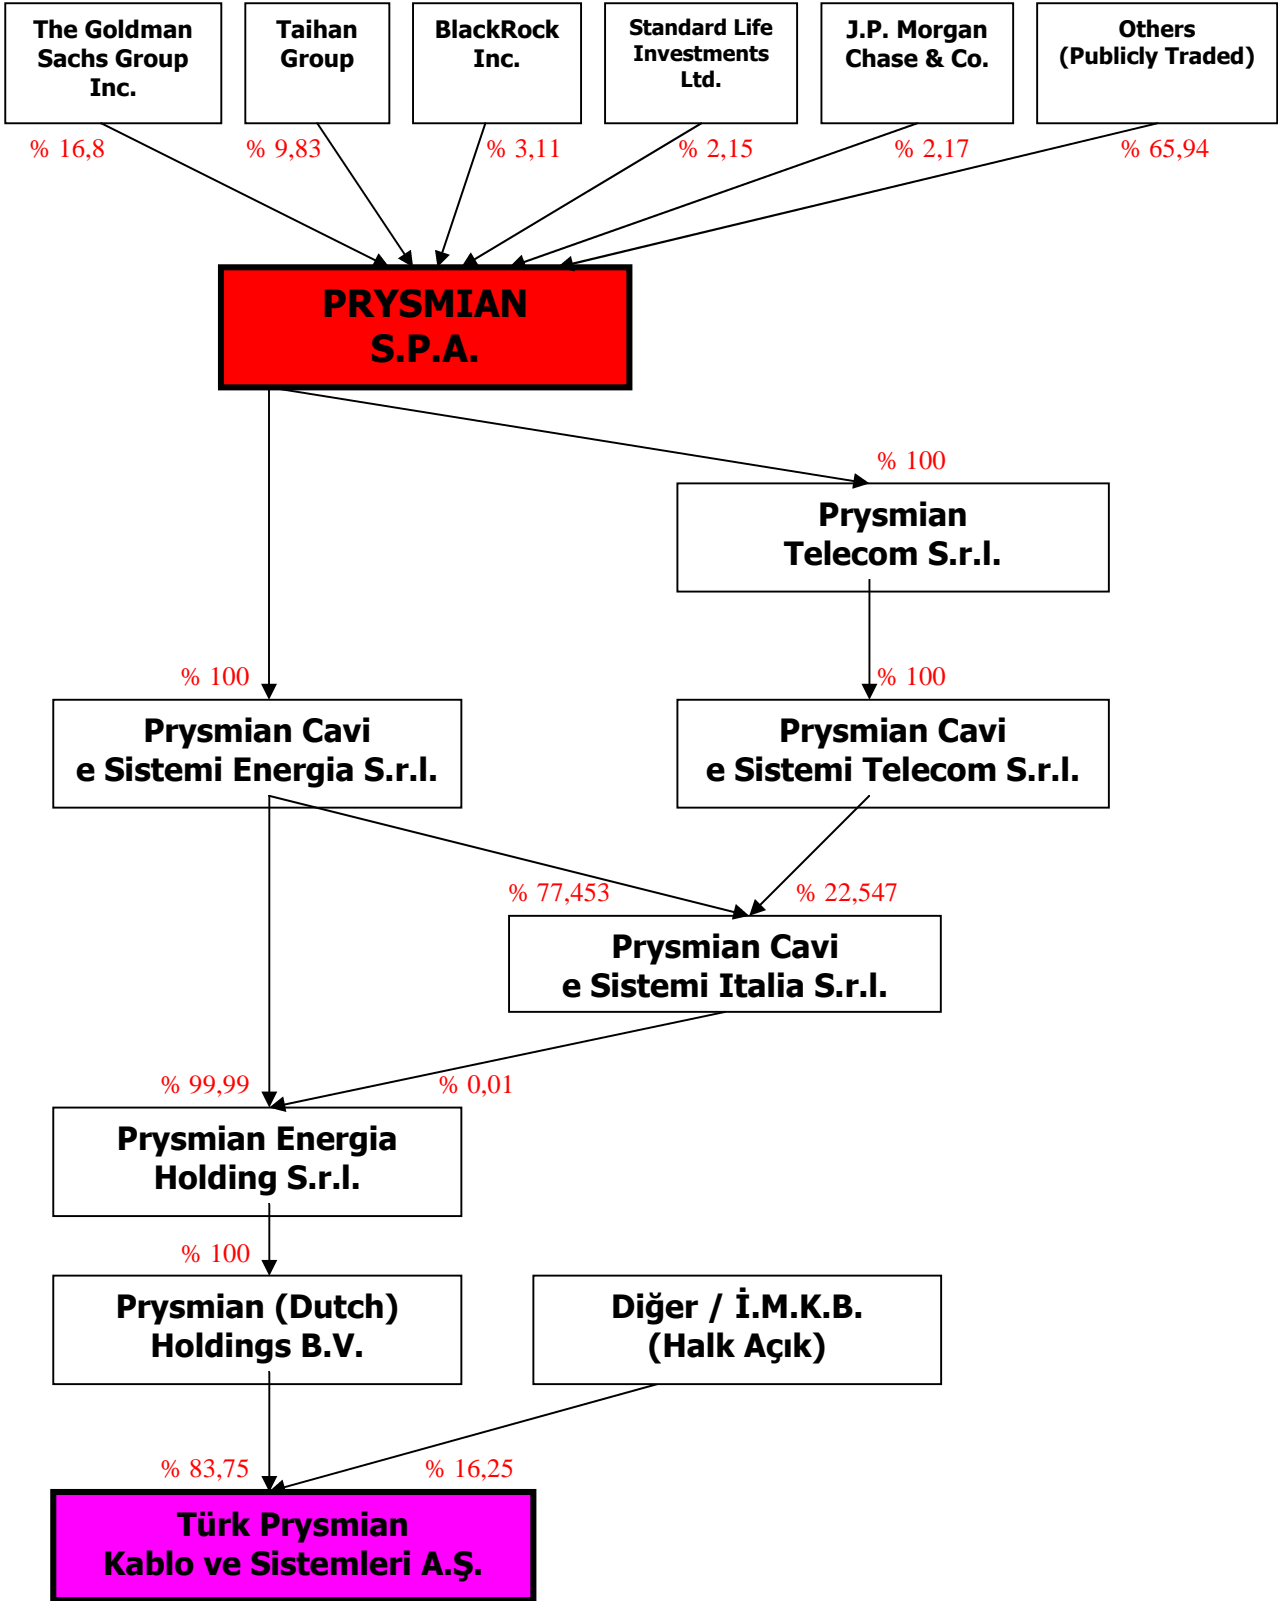 The Goldman
Sachs Group
Inc.
Taihan
Group
BlackRock
Inc.
Standard Life
Investments
Ltd.
J.P. Morgan
Chase & Co.
Others
(Publicly Traded)
% 16,8
% 9,83
% 3,11
% 2,15
% 2,17
% 65,94
PRYSMIAN
S.P.A.
% 100
Prysmian
Telecom S.r.l.
% 100
% 100
Prysmian Cavi
e Sistemi Energia S.r.l.
Prysmian Cavi
e Sistemi Telecom S.r.l.
% 77,453
% 22,547
Prysmian Cavi
e Sistemi Italia S.r.l.
% 99,99
% 0,01
Prysmian Energia
Holding S.r.l.
% 100
Prysmian (Dutch)
Holdings B.V.
Diğer / İ.M.K.B.
(Halk Açık)
% 83,75
% 16,25
Türk Prysmian
Kablo ve Sistemleri A.Ş.